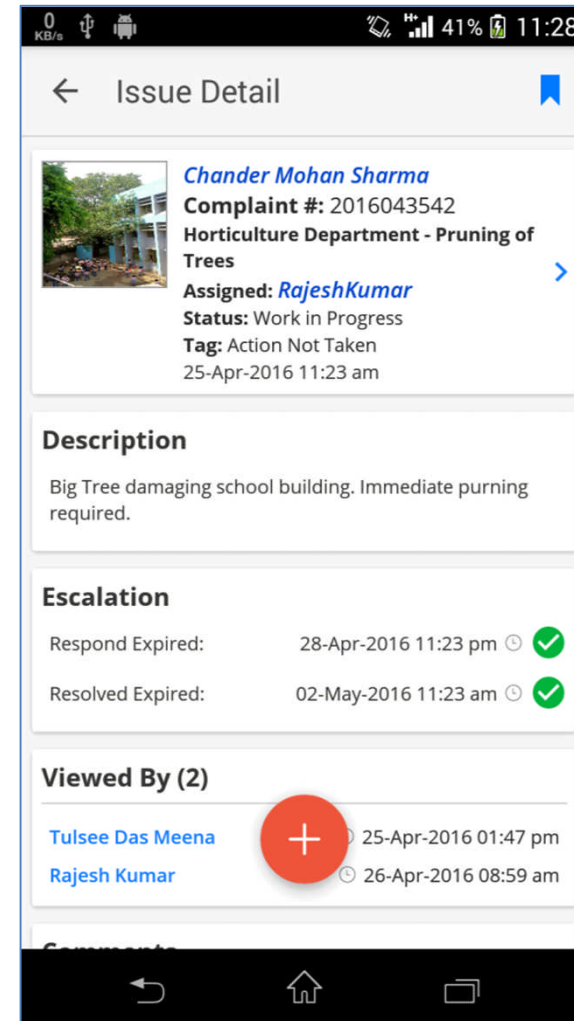 0
KB/s
H+
41%
11:28
Issue Detail
Chander Mohan Sharma
Complaint #: 2016043542
Horticulture Department - Pruning of
Trees
Assigned: RajeshKumar
Status: Work in Progress
Tag: Action Not Taken
25-Apr-2016 11:23 am
Description
Big Tree damaging school building. Immediate purning
required.
Escalation
Respond Expired: 28-Apr-2016 11:23 pm
Resolved Expired: 02-May-2016 11:23 am
Viewed By (2)
Tulsee Das Meena 25-Apr-2016 01:47 pm
Rajesh Kumar 26-Apr-2016 08:59 am
Comments